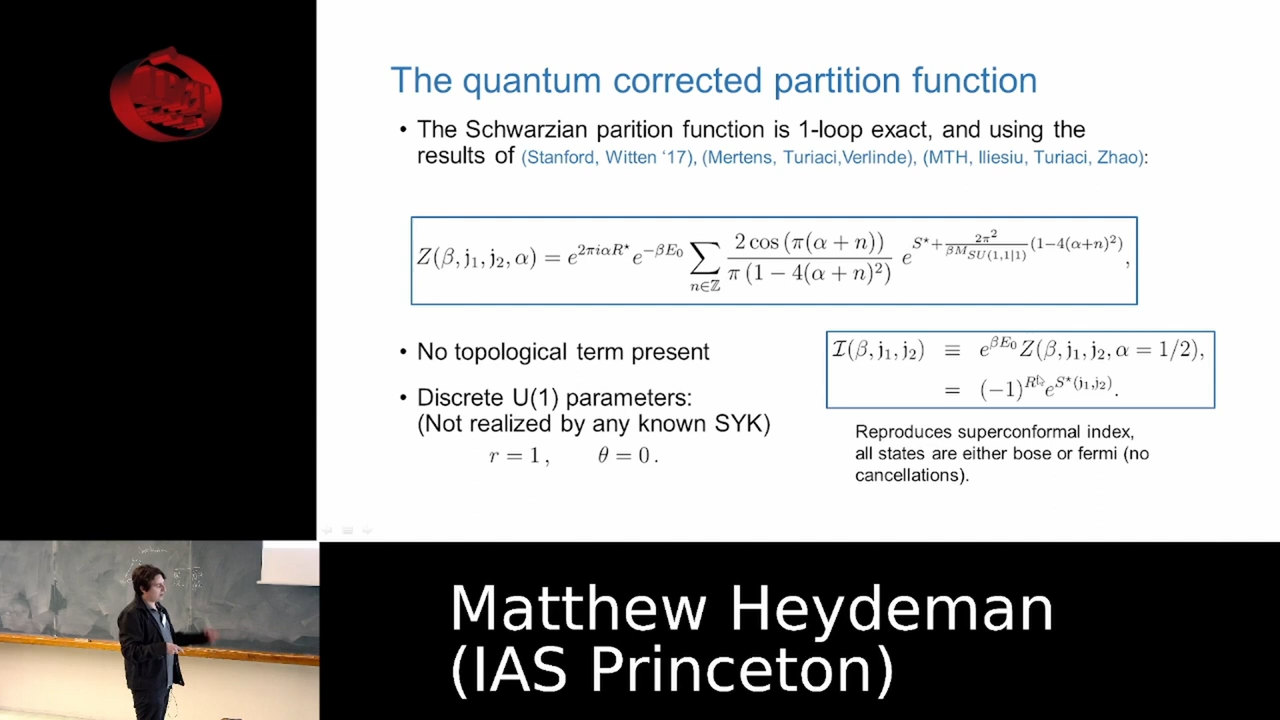 The quantum corrected partition function
• The Schwarzian parition function is 1-loop exact, and using the
results of (Stanford, Witten ‘17), (Mertens, Turiaci,Verlinde), (MTH, Iliesiu, Turiaci, Zhao):
Z(β, j₁, j₂, α) = e^{2πiαR*} e^{-βE₀} ∑_{n∈ℤ} \frac{2 cos (π(α + n))}{π (1 − 4(α + n)²)} e^{S* + \frac{2π²}{βM_{SU(1,1|1)}}(1−4(α+n)²)},
• No topological term present
• Discrete U(1) parameters:
(Not realized by any known SYK)
r = 1, θ = 0.
I(β, j₁, j₂) ≡ e^{βE₀} Z(β, j₁, j₂, α = 1/2),
= (−1)^{R*} e^{S*(j₁,j₂)}.
Reproduces superconformal index,
all states are either bose or fermi (no
cancellations).
Matthew Heydeman
(IAS Princeton)